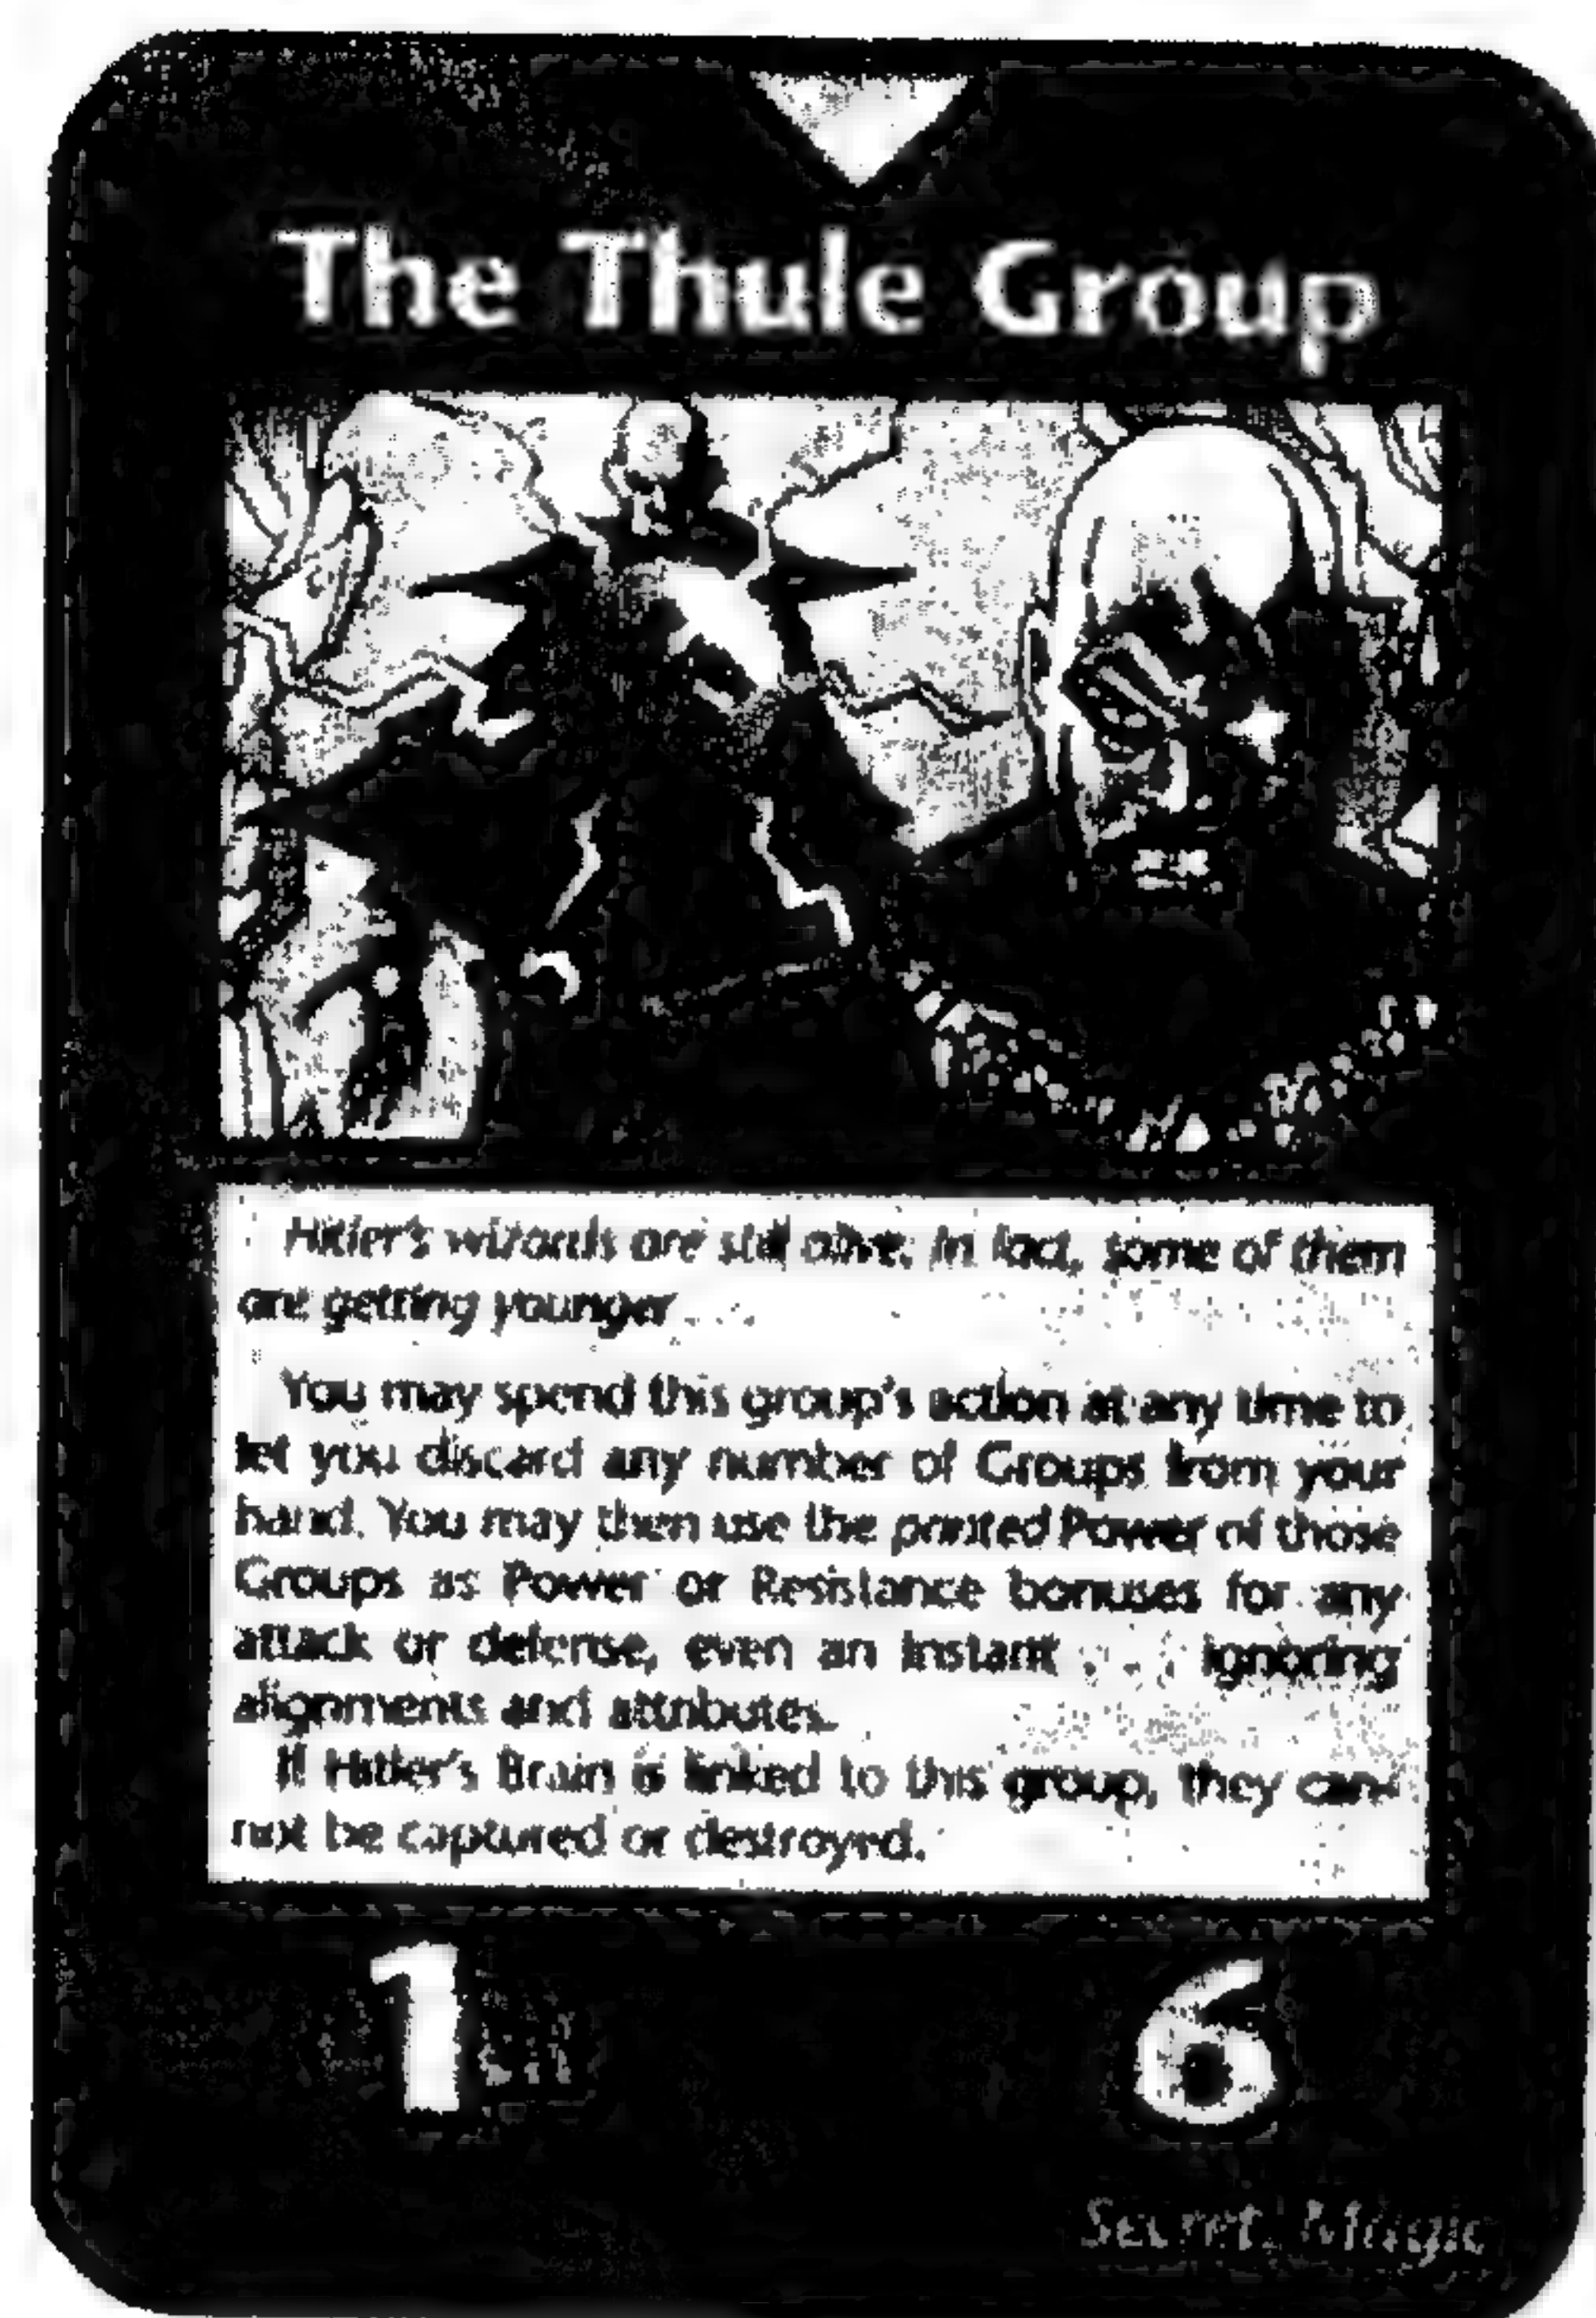 The Thule Group
Hitler's wizards are still alive. In fact, some of them
are getting younger . . .
You may spend this group's action at any time to
let you discard any number of Groups from your
hand. You may then use the printed Power of those
Groups as Power or Resistance bonuses for any
attack or defense, even an Instant . . . ignoring
alignments and attributes.
If Hitler's Brain is linked to this group, they can-
not be captured or destroyed.
1 6
Secret, Magic